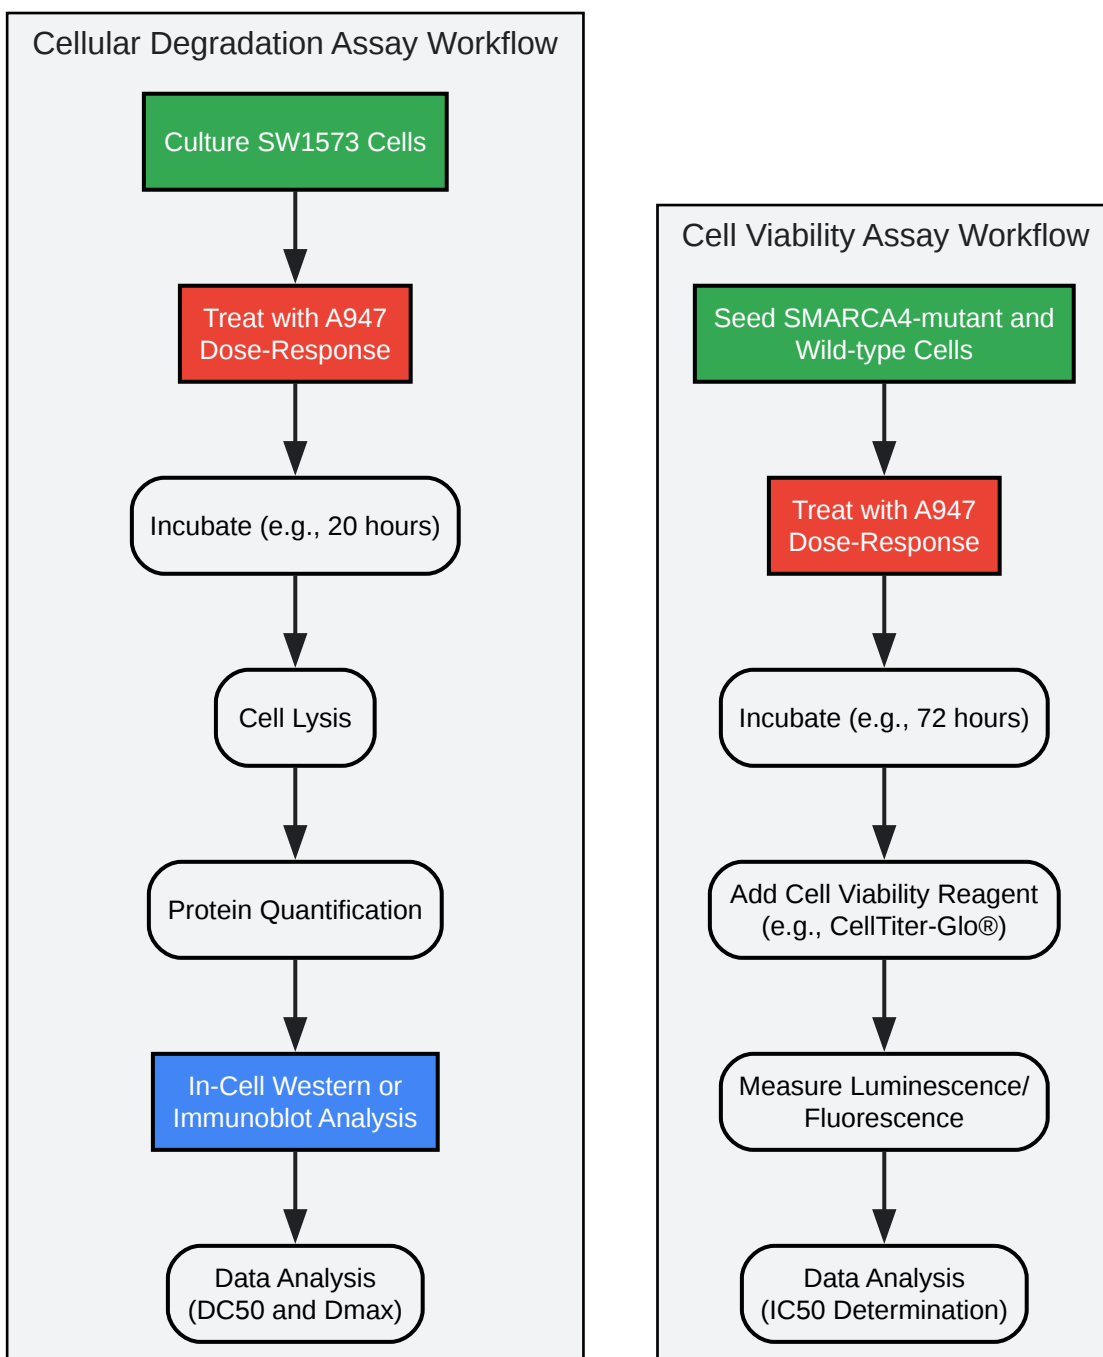 Cellular Degradation Assay Workflow
Culture SW1573 Cells
Treat with A947
Dose-Response
Incubate (e.g., 20 hours)
Cell Lysis
Protein Quantification
In-Cell Western or
Immunoblot Analysis
Data Analysis
(DC50 and Dmax)
Cell Viability Assay Workflow
Seed SMARCA4-mutant and
Wild-type Cells
Treat with A947
Dose-Response
Incubate (e.g., 72 hours)
Add Cell Viability Reagent
(e.g., CellTiter-Glo®)
Measure Luminescence/
Fluorescence
Data Analysis
(IC50 Determination)